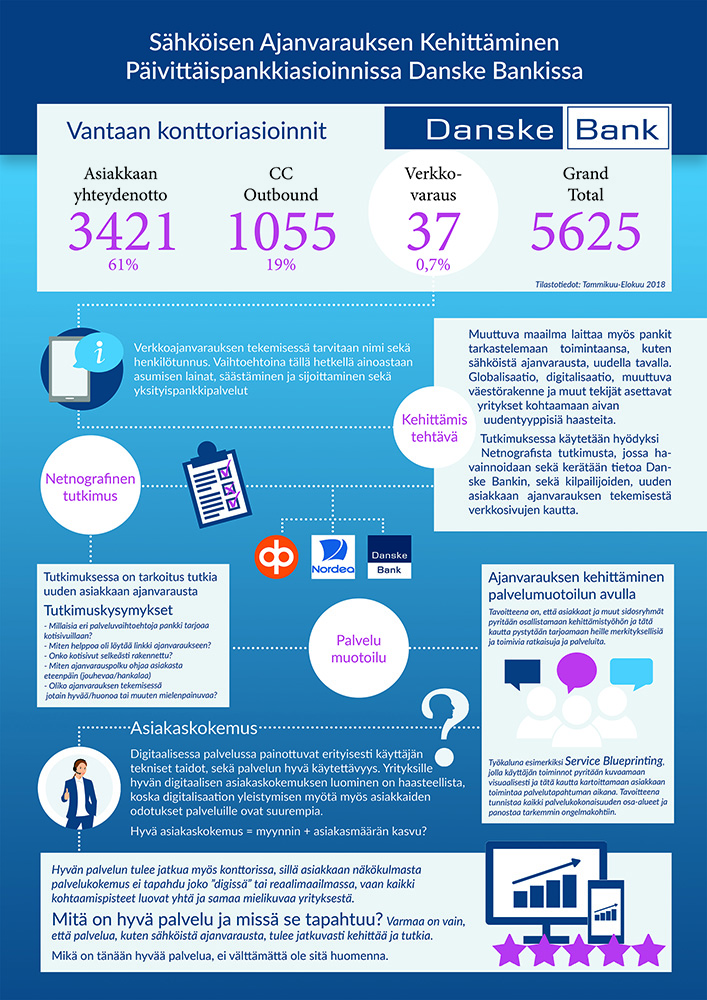 Sähköisen Ajanvarauksen Kehittäminen
Päivittäispankkiasioinnissa Danske Bankissa
Vantaan konttoriasioinnit
Danske Bank
Asiakkaan
yhteydenotto
3421
61%
CC
Outbound
1055
19%
Verkko-
varaus
37
0,7%
Grand
Total
5625
Tilastotiedot: Tammikuu-Elokuu 2018
i
Verkkoajanvarauksen tekemisessä tarvitaan nimi sekä
henkilötunnus. Vaihtoehtoina tällä hetkellä ainoastaan
asumisen lainat, säästäminen ja sijoittaminen sekä
yksityispankkipalvelut
Kehittämis
tehtävä
Muuttuva maailma laittaa myös pankit
tarkastelemaan toimintaansa, kuten
sähköistä ajanvarausta, uudella tavalla.
Globalisaatio, digitalisaatio, muuttuva
väestörakenne ja muut tekijät asettavat
yritykset kohtaamaan aivan
uudentyyppisiä haasteita.
Tutkimuksessa käytetään hyödyksi
Netnografista tutkimusta, jossa ha-
vainnoidaan sekä kerätään tietoa Dan-
ske Bankin, sekä kilpailijoiden, uuden
asiakkaan ajanvarauksen tekemisestä
verkkosivujen kautta.
Netnografinen
tutkimus
op
Nordea
Danske
Bank
Tutkimuksessa on tarkoitus tutkia
uuden asiakkaan ajanvarausta
Tutkimuskysymykset
- Millaisia eri palveluvaihtoehtoja pankki tarjoaa
kotisivuillaan?
- Miten helppoa oli löytää linkki ajanvaraukseen?
- Onko kotisivut selkeästi rakennettu?
- Miten ajanvarauspolku ohjaa asiakasta
eteenpäin (jouhevaa/hankalaa)
- Oliko ajanvarauksen tekemisessä
jotain hyvää/huonoa tai muuten mielenpainuvaa?
Palvelu
muotoilu
Ajanvarauksen kehittäminen
palvelumuotoilun avulla
Tavoitteena on, että asiakkaat ja muut sidosryhmät
pyritään osallistamaan kehittämistyöhön ja tätä
kautta pystytään tarjoamaan heille merkityksellisiä
ja toimivia ratkaisuja ja palveluita.
Työkaluna esimerkiksi Service Blueprinting,
jolla käyttäjän toiminnot pyritään kuvaamaan
visuaalisesti ja tätä kautta kartoittamaan asiakkaan
toimintaa palvelutapahtuman aikana. Tavoitteena
tunnistaa kaikki palvelukokonaisuuden osa-alueet ja
panostaa tarkemmin ongelmakohtiin.
?
Asiakaskokemus
Digitaalisessa palvelussa painottuvat erityisesti käyttäjän
tekniset taidot, sekä palvelun hyvä käytettävyys. Yrityksille
hyvän digitaalisen asiakaskokemuksen luominen on haasteellista,
koska digitalisaation yleistymisen myötä myös asiakkaiden
odotukset palveluille ovat suurempia.
Hyvä asiakaskokemus = myynnin + asiakasmäärän kasvu?
Hyvän palvelun tulee jatkua myös konttorissa, sillä asiakkaan näkökulmasta
palvelukokemus ei tapahdu joko "digissä" tai reaalimaailmassa, vaan kaikki
kohtaamispisteet luovat yhtä ja samaa mielikuvaa yrityksestä.
Mitä on hyvä palvelu ja missä se tapahtuu? Varmaa on vain,
että palvelua, kuten sähköistä ajanvarausta, tulee jatkuvasti kehittää ja tutkia.
Mikä on tänään hyvää palvelua, ei välttämättä ole sitä huomenna.